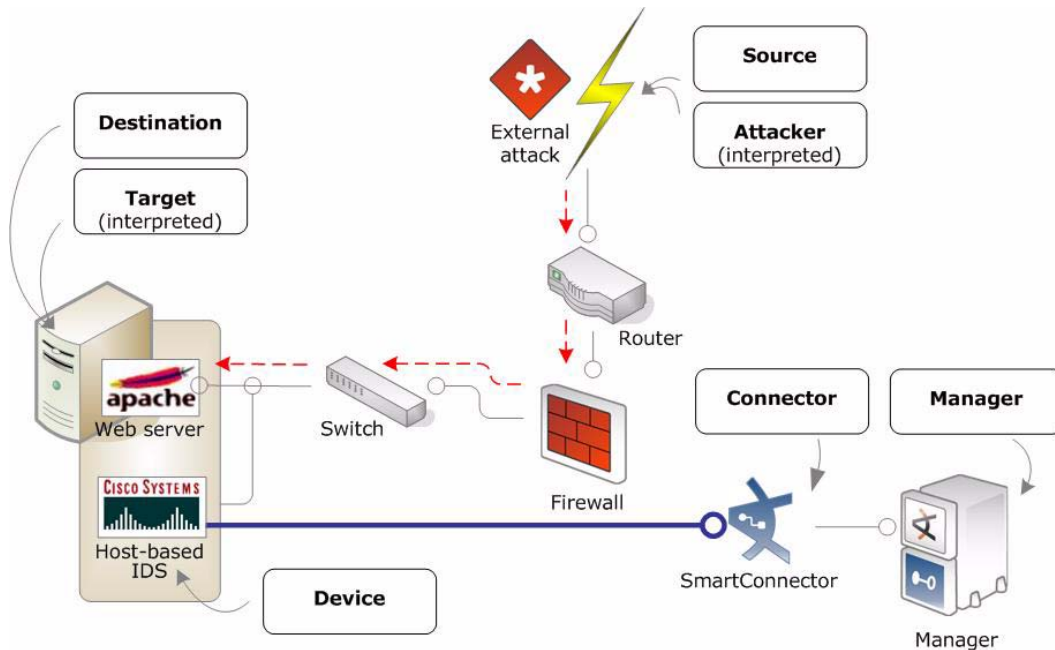 Source
Attacker
(interpreted)
External
attack
Destination
Target
(interpreted)
Router
apache
Web server
Switch
Firewall
Connector
Manager
CISCO SYSTEMS
Host-based
IDS
SmartConnector
Device
Manager